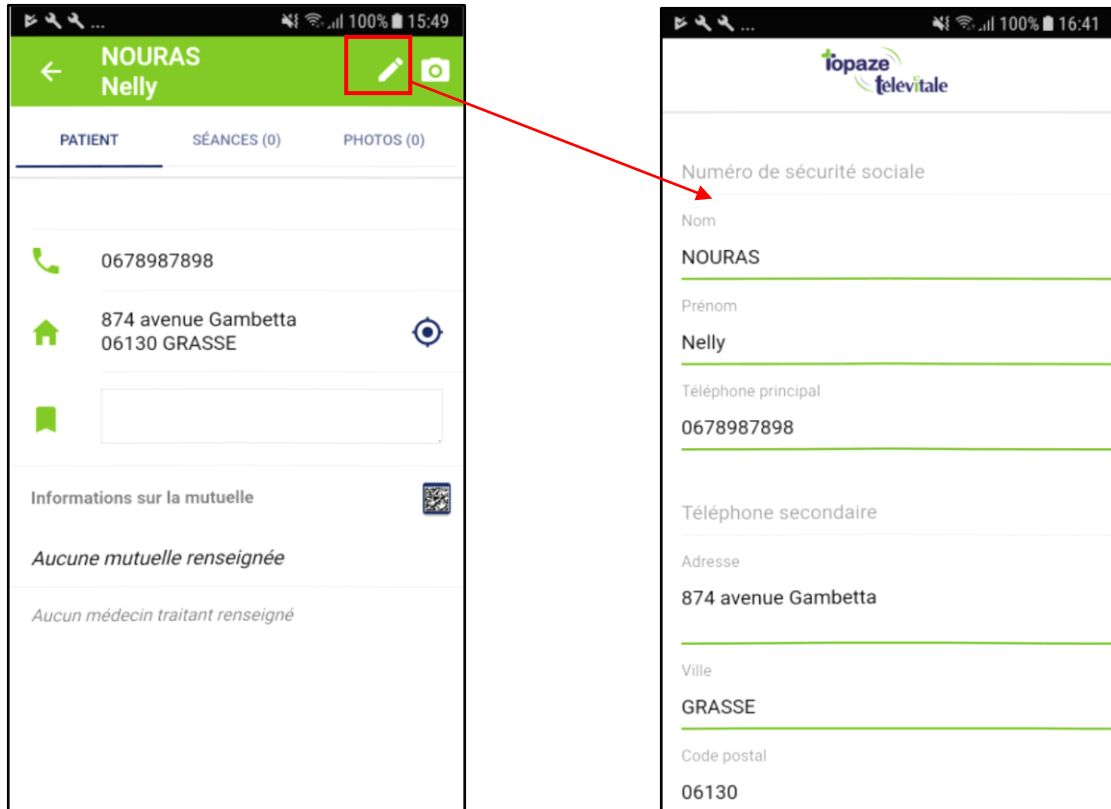 ... 100% 15:49
NOURAS
Nelly
PATIENT SÉANCES (0) PHOTOS (0)
0678987898
874 avenue Gambetta
06130 GRASSE
Informations sur la mutuelle
Aucune mutuelle renseignée
Aucun médecin traitant renseigné
... 100% 16:41
topaze
televitale
Numéro de sécurité sociale
Nom
NOURAS
Prénom
Nelly
Téléphone principal
0678987898
Téléphone secondaire
Adresse
874 avenue Gambetta
Ville
GRASSE
Code postal
06130